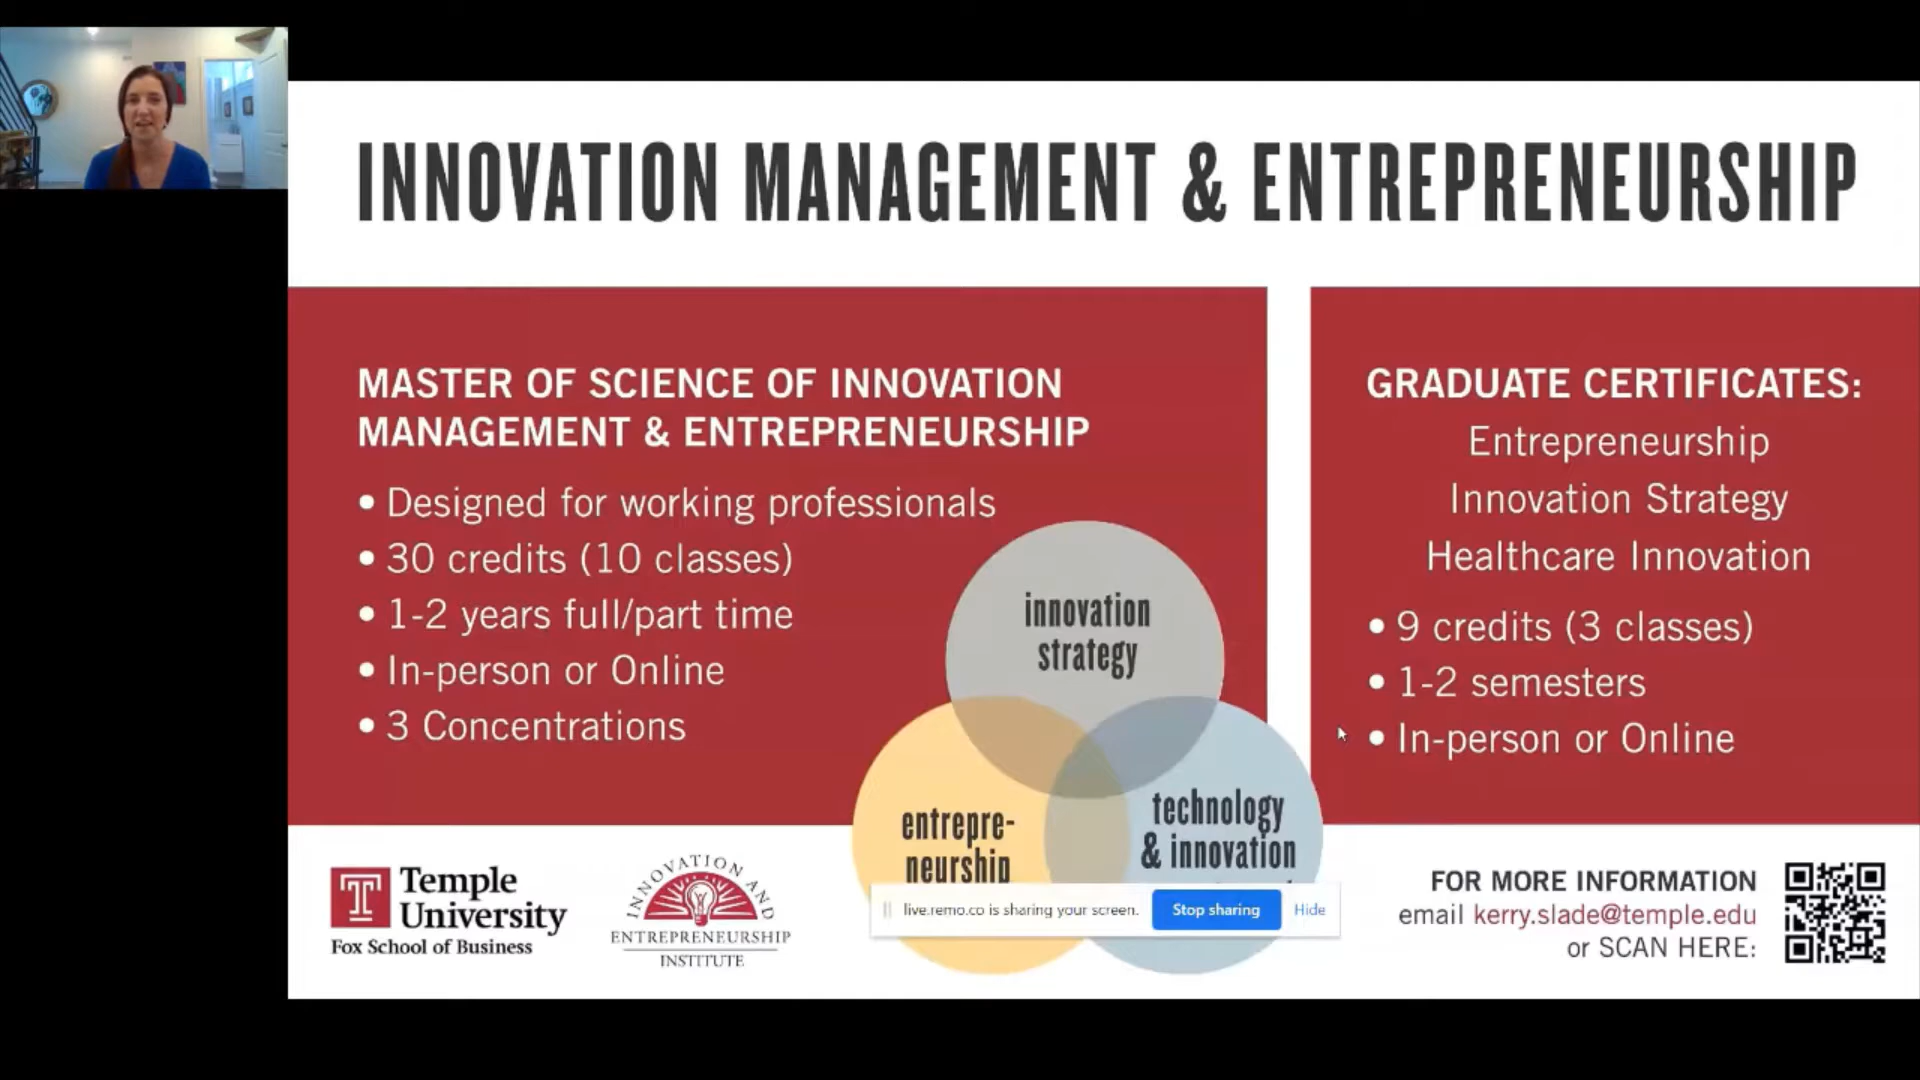 INNOVATION MANAGEMENT & ENTREPRENEURSHIP
MASTER OF SCIENCE OF INNOVATION
MANAGEMENT & ENTREPRENEURSHIP
• Designed for working professionals
• 30 credits (10 classes)
• 1-2 years full/part time
• In-person or Online
• 3 Concentrations
innovation
strategy
entrepre-
neurship
technology
& innovation
GRADUATE CERTIFICATES:
Entrepreneurship
Innovation Strategy
Healthcare Innovation
• 9 credits (3 classes)
• 1-2 semesters
• In-person or Online
Temple
University
Fox School of Business
INNOVATION AND
ENTREPRENEURSHIP
INSTITUTE
live.remo.co is sharing your screen.
Stop sharing
Hide
FOR MORE INFORMATION
email kerry.slade@temple.edu
or SCAN HERE: